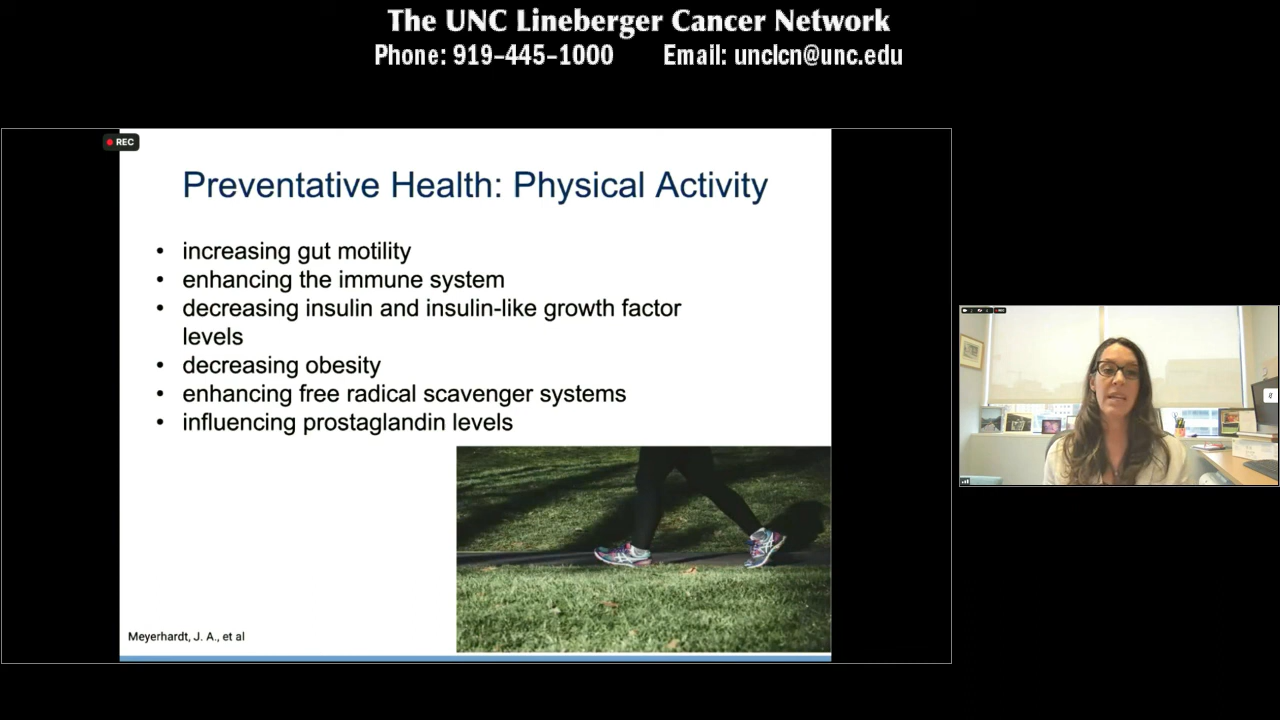 The UNC Lineberger Cancer Network
Phone: 919-445-1000 Email: unclcn@unc.edu
REC
Preventative Health: Physical Activity
• increasing gut motility
• enhancing the immune system
• decreasing insulin and insulin-like growth factor
levels
• decreasing obesity
• enhancing free radical scavenger systems
• influencing prostaglandin levels
Meyerhardt, J. A., et al